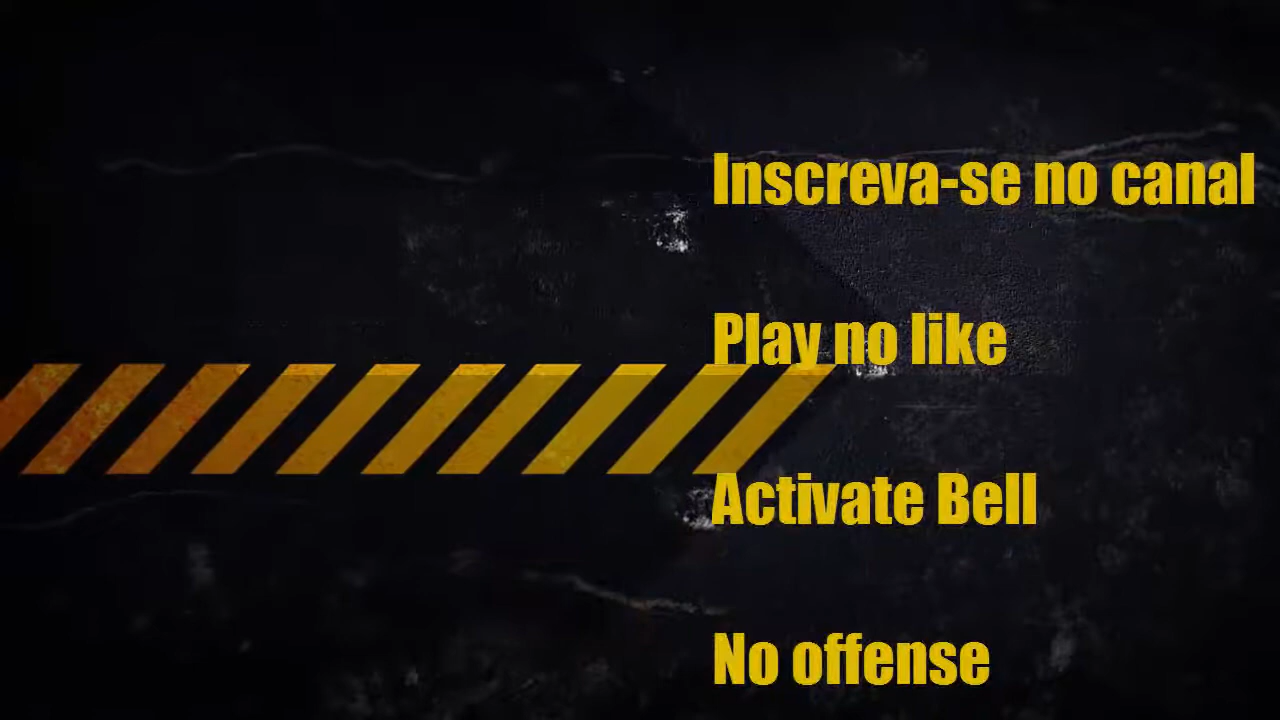 Inscreva-se no canal
Play no like
Activate Bell
No offense